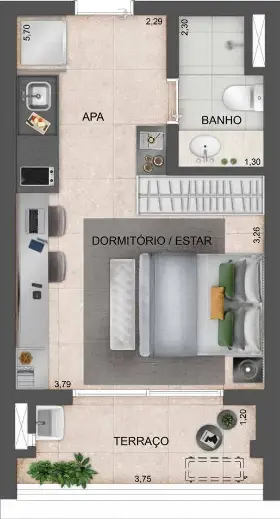 5,70
2,29
2,30
APA
BANHO
1,30
DORMITÓRIO / ESTAR
3,26
3,79
TERRAÇO
1,20
3,75